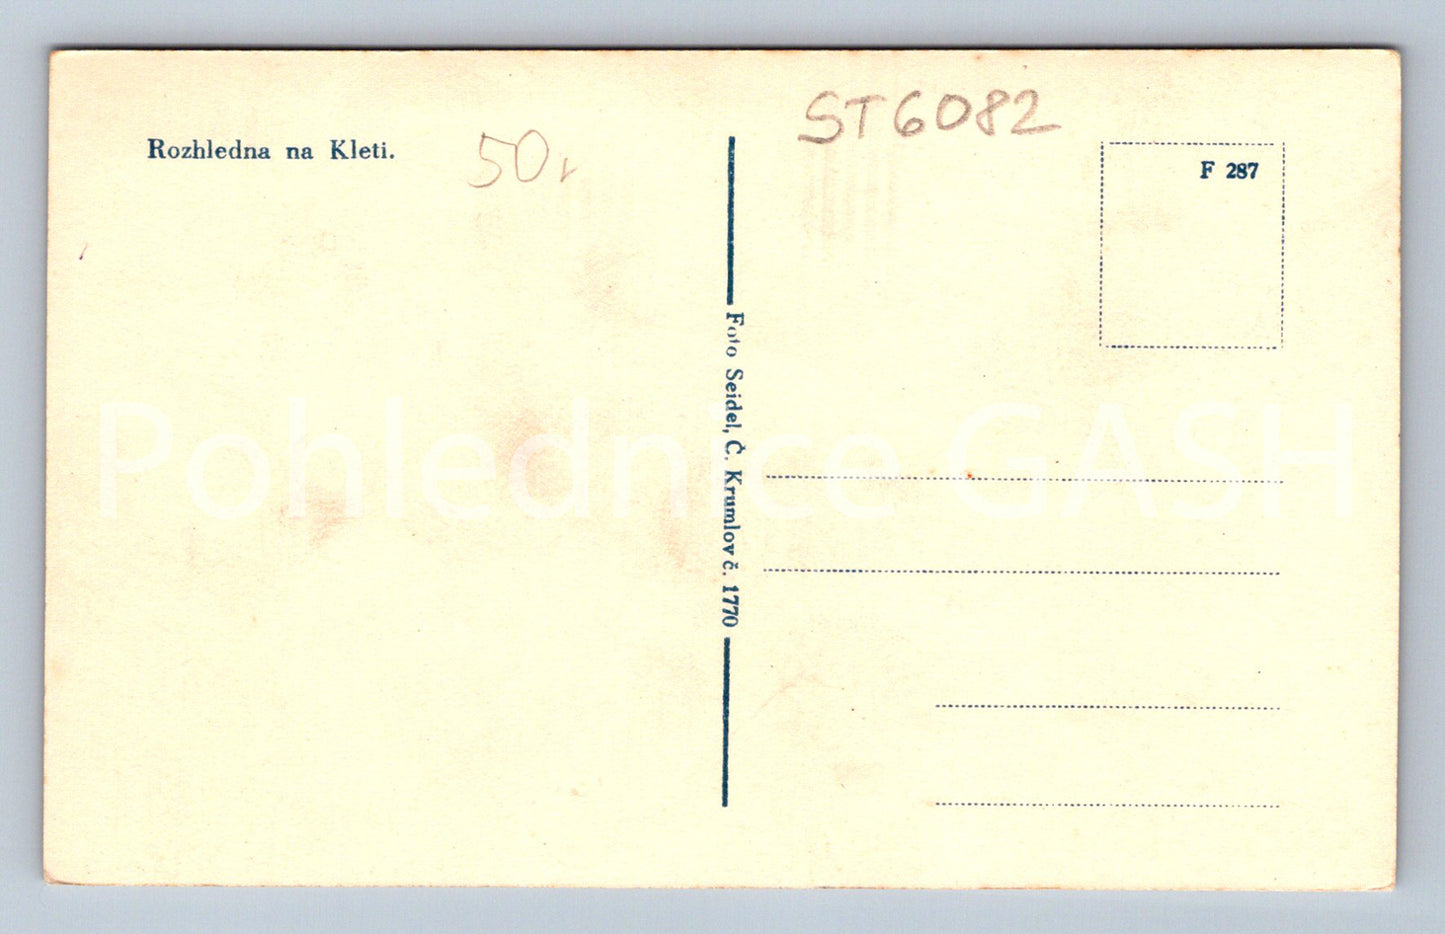 ST6082
Rozhledna na Kleti.
50,
F 287
Foto Seidel, Č. Krumlov č. 1770
Pohlednice GASH